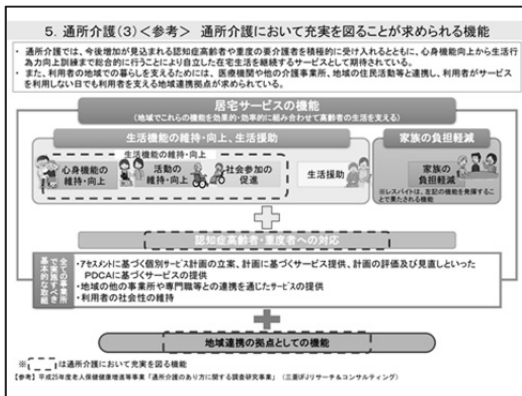 5．通所介護(3)＜参考＞ 通所介護において充実を図ることが求められる機能
・通所介護では、今後増加が見込まれる認知症高齢者や重度の要介護者を積極的に受け入れるとともに、心身機能向上から生活行
為力向上訓練まで総合的に行うことにより自立した在宅生活を継続するサービスとして期待されている。
・また、利用者の地域での暮らしを支えるためには、医療機関や他の介護事業所、地域の住民活動等と連携し、利用者がサービス
を利用しない日でも利用者を支える地域連携拠点が求められている。
居宅サービスの機能
（地域でこれらの機能を効果的・効率的に組み合わせて高齢者の生活を支える）
生活機能の維持・向上、生活援助
生活機能の維持・向上
心身機能の
維持・向上
活動の
維持・向上
社会参加の
促進
生活援助
家族の負担軽減
家族の
負担軽減
※レスパイトは、左記の機能を発揮するこ
とで果たされる機能
認知症高齢者・重度者への対応
全ての事業所
で実施すべき
基本的な取組
・アセスメントに基づく個別サービス計画の立案、計画に基づくサービス提供、計画の評価及び見直しといった
PDCAに基づくサービスの提供
・地域の他の事業所や専門職等との連携を通じたサービスの提供
・利用者の社会性の維持
地域連携の拠点としての機能
※ は通所介護において充実を図る機能
【参考】平成25年度老人保健健康増進等事業「通所介護のあり方に関する調査研究事業」（三菱UFJリサーチ＆コンサルティング）